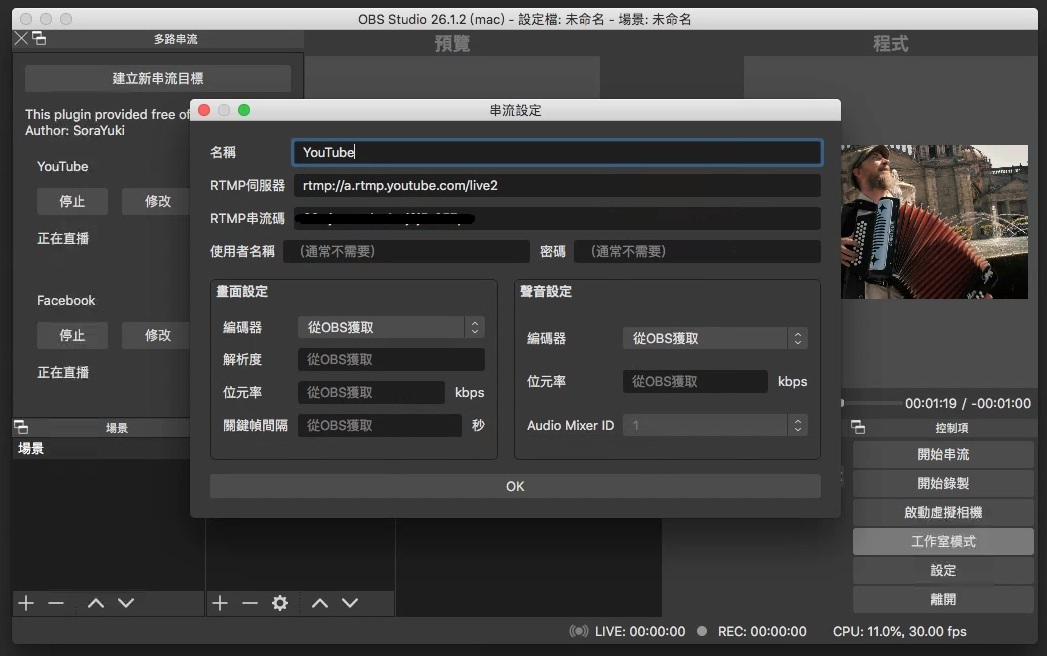 OBS Studio 26.1.2 (mac) - 設定檔: 未命名 - 場景: 未命名
多路串流
預覽
程式
建立新串流目標
This plugin provided free of
Author: SoraYuki
YouTube
停止
修改
正在直播
Facebook
停止
修改
正在直播
串流設定
名稱
YouTube
RTMP伺服器
rtmp://a.rtmp.youtube.com/live2
RTMP串流碼
使用者名稱
(通常不需要)
密碼
(通常不需要)
畫面設定
編碼器
從OBS獲取
解析度
從OBS獲取
位元率
從OBS獲取
kbps
關鍵幀間隔
從OBS獲取
秒
聲音設定
編碼器
從OBS獲取
位元率
從OBS獲取
kbps
Audio Mixer ID
1
OK
00:01:19 / -00:01:00
場景
場景
控制項
開始串流
開始錄製
啟動虛擬相機
工作室模式
設定
離開
LIVE: 00:00:00
REC: 00:00:00
CPU: 11.0%, 30.00 fps